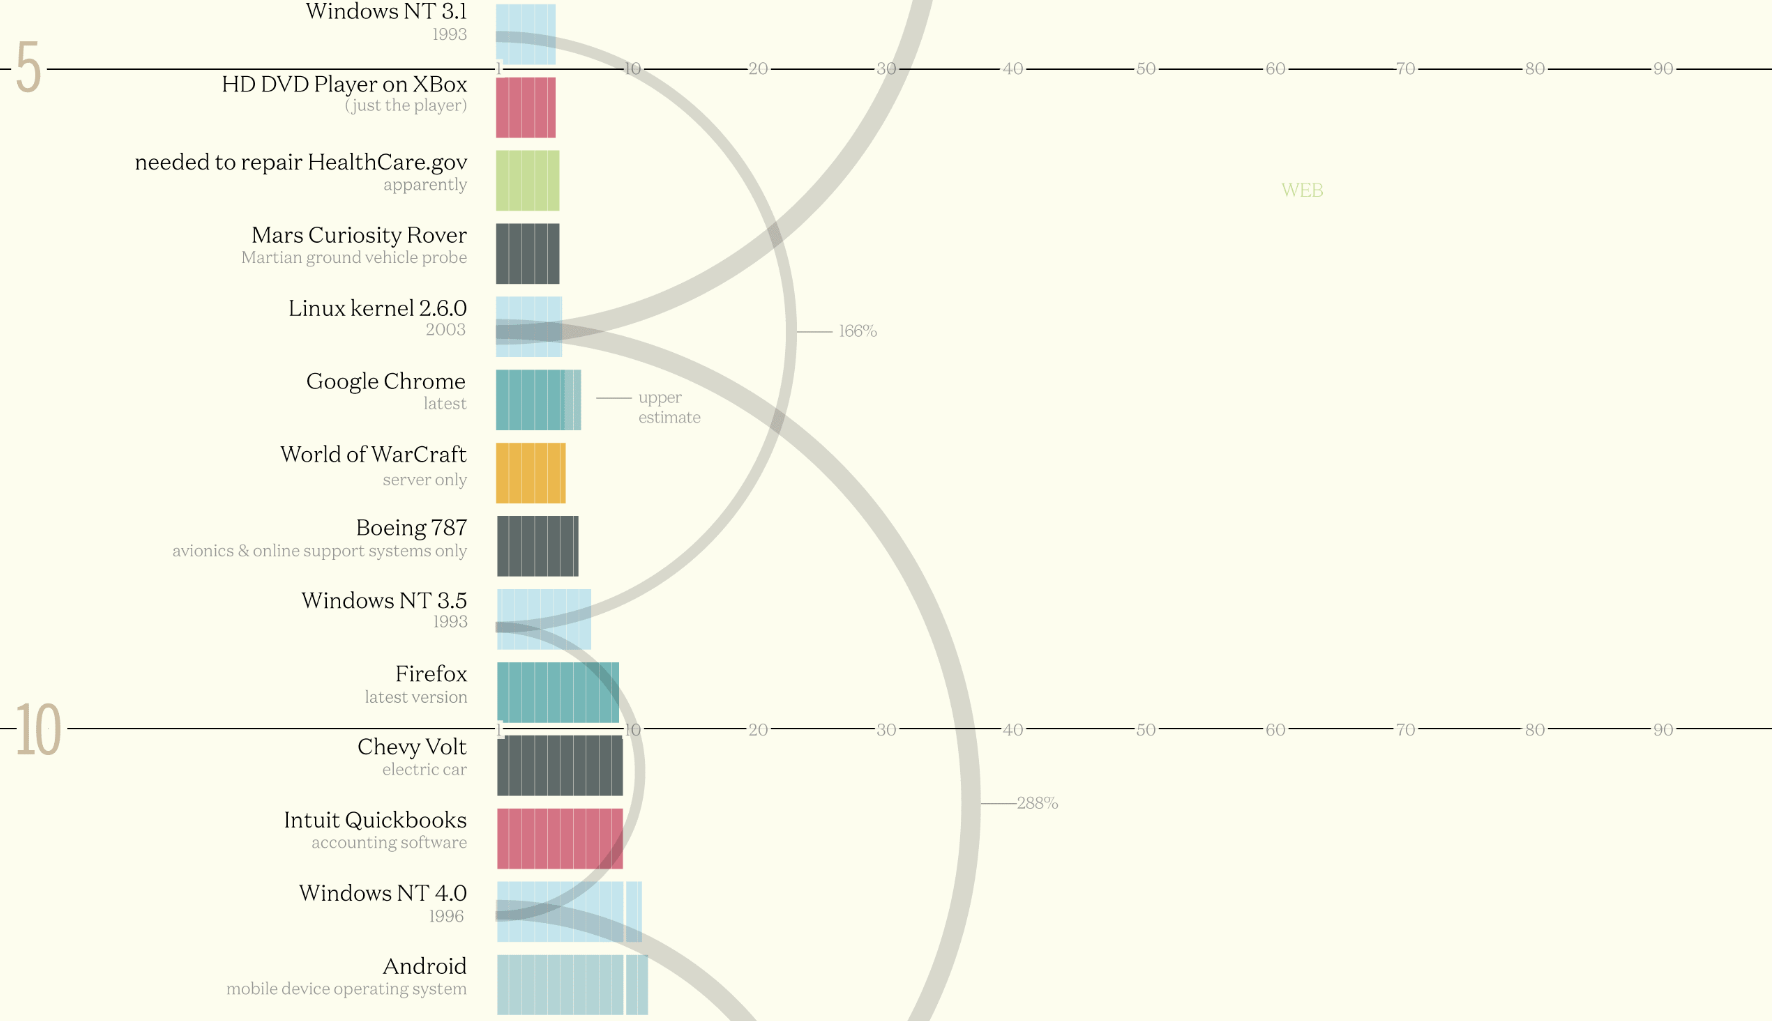 Windows NT 3.1
1993
5
1 10 20 30 40 50 60 70 80 90
HD DVD Player on XBox
(just the player)
needed to repair HealthCare.gov
apparently
WEB
Mars Curiosity Rover
Martian ground vehicle probe
Linux kernel 2.6.0
2003
166%
Google Chrome
latest
upper
estimate
World of WarCraft
server only
Boeing 787
avionics & online support systems only
Windows NT 3.5
1993
Firefox
latest version
10
1 10 20 30 40 50 60 70 80 90
Chevy Volt
electric car
288%
Intuit Quickbooks
accounting software
Windows NT 4.0
1996
Android
mobile device operating system